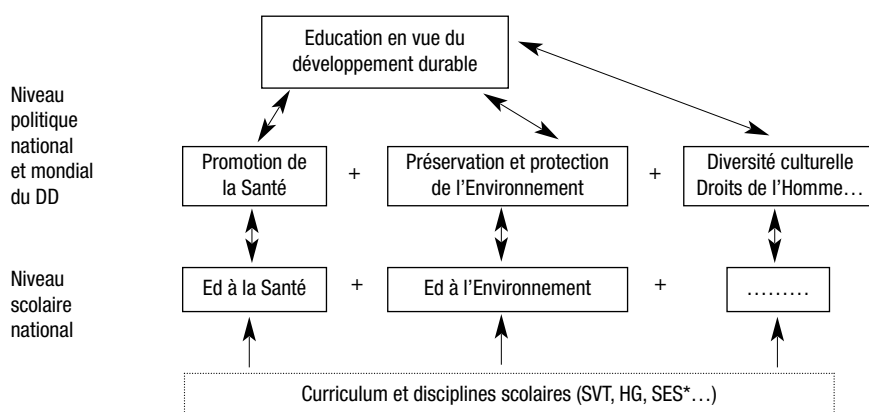 Education en vue du
développement durable
Niveau
politique
national
et mondial
du DD
Promotion de
la Santé
+
Préservation et protection
de l'Environnement
+
Diversité culturelle
Droits de l'Homme…
Niveau
scolaire
national
Ed à la Santé
+
Ed à l'Environnement
+
………
Curriculum et disciplines scolaires (SVT, HG, SES*…)